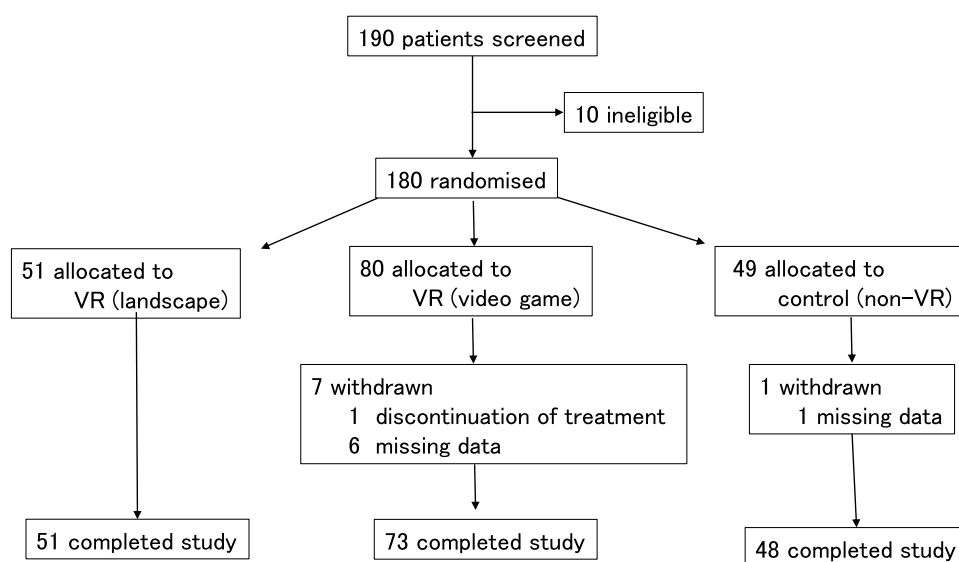 190 patients screened
10 ineligible
180 randomised
51 allocated to
VR (landscape)
80 allocated to
VR (video game)
49 allocated to
control (non-VR)
7 withdrawn
1 discontinuation of treatment
6 missing data
1 withdrawn
1 missing data
51 completed study
73 completed study
48 completed study